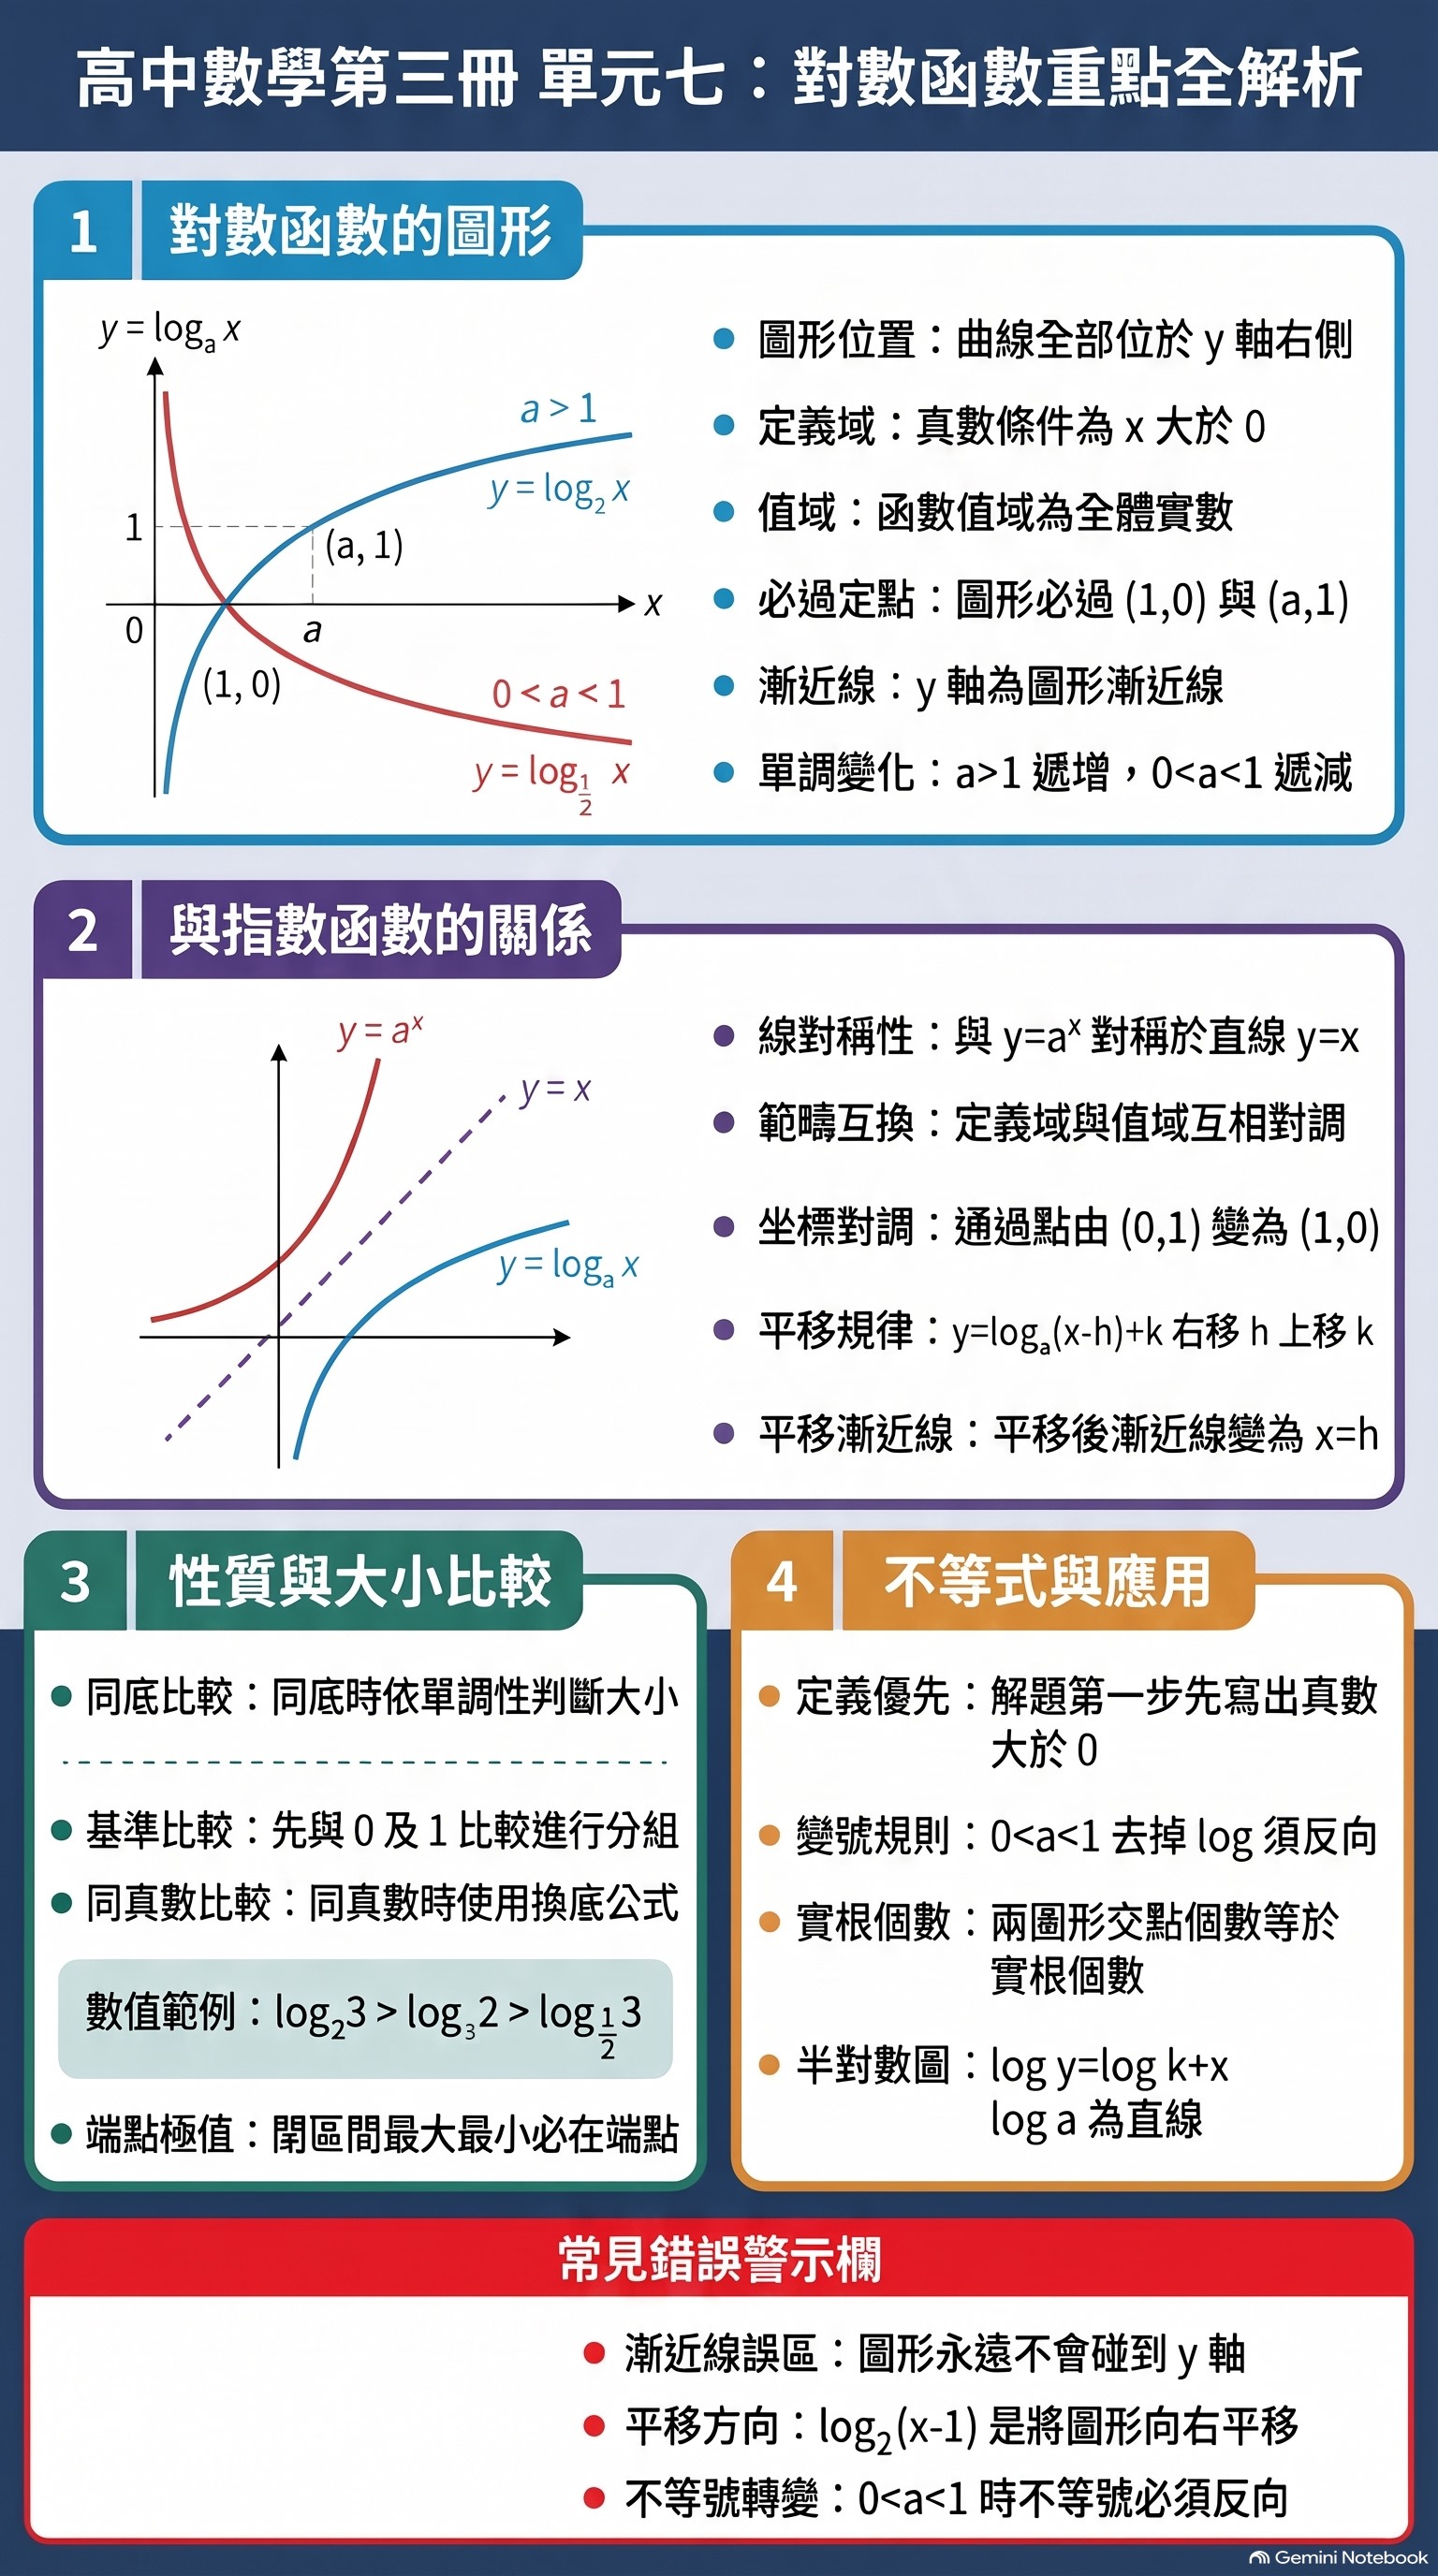 高中數學第三冊 單元七：對數函數重點全解析
1 對數函數的圖形
y = logₐ x
a > 1
y = log₂ x
1
(a, 1)
x
0
a
(1, 0)
0 < a < 1
y = log_{1/2} x
• 圖形位置：曲線全部位於 y 軸右側
• 定義域：真數條件為 x 大於 0
• 值域：函數值域為全體實數
• 必過定點：圖形必過 (1,0) 與 (a,1)
• 漸近線：y 軸為圖形漸近線
• 單調變化：a>1 遞增，0<a<1 遞減
2 與指數函數的關係
y = aˣ
y = x
y = logₐ x
• 線對稱性：與 y=aˣ 對稱於直線 y=x
• 範疇互換：定義域與值域互相對調
• 坐標對調：通過點由 (0,1) 變為 (1,0)
• 平移規律：y=logₐ(x-h)+k 右移 h 上移 k
• 平移漸近線：平移後漸近線變為 x=h
3 性質與大小比較
• 同底比較：同底時依單調性判斷大小
• 基準比較：先與 0 及 1 比較進行分組
• 同真數比較：同真數時使用換底公式
數值範例：log₂3 > log₃2 > log_{1/2}3
• 端點極值：閉區間最大最小必在端點
4 不等式與應用
• 定義優先：解題第一步先寫出真數
大於 0
• 變號規則：0<a<1 去掉 log 須反向
• 實根個數：兩圖形交點個數等於
實根個數
• 半對數圖：log y=log k+x
log a 為直線
常見錯誤警示欄
• 漸近線誤區：圖形永遠不會碰到 y 軸
• 平移方向：log₂(x-1) 是將圖形向右平移
• 不等號轉變：0<a<1 時不等號必須反向
Gemini Notebook